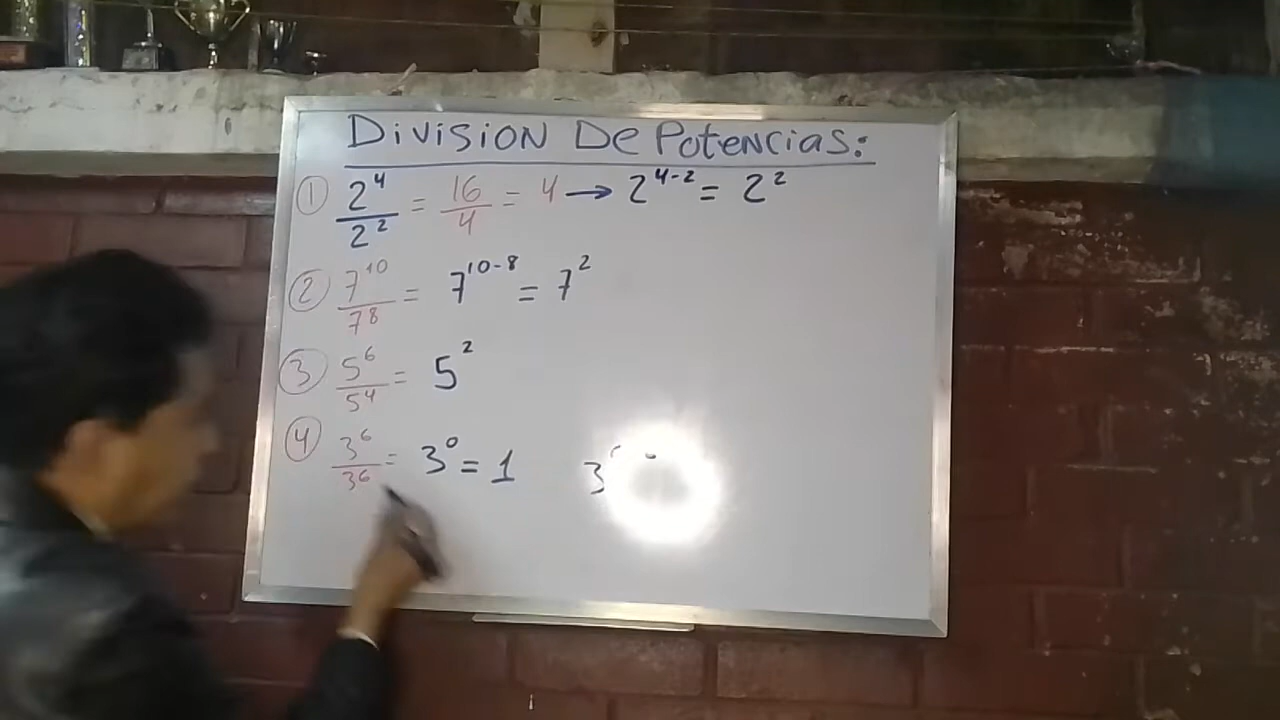 Division De Potencias:
① 2⁴/2² = 16/4 = 4 → 2⁴⁻² = 2²
② 7¹⁰/7⁸ = 7¹⁰⁻⁸ = 7²
③ 5⁶/5⁴ = 5²
④ 3⁶/3⁶ = 3⁰ = 1 3